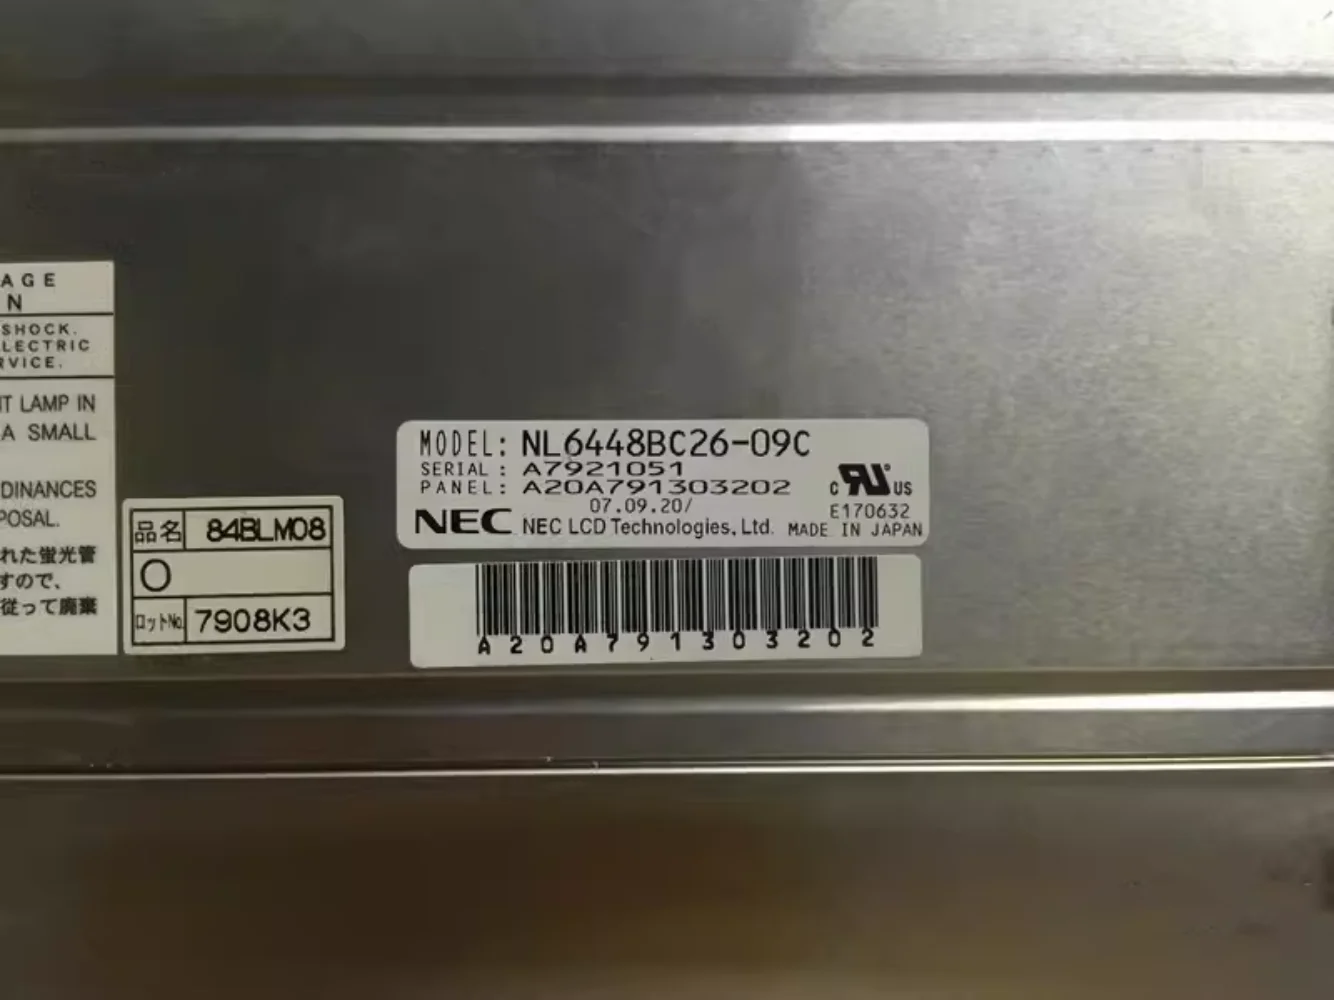 AGE
N
SHOCK.
LECTRIC
RVICE.
T LAMP IN
A SMALL
DINANCES
POSAL.
れた蛍光管
すので、
従って廃棄
品名 84BLM08
O
ロットNo. 7908K3
MODEL: NL6448BC26-09C
SERIAL: A7921051
PANEL: A20A791303202
07.09.20/
NEC NEC LCD Technologies, Ltd. MADE IN JAPAN
C RU US
E170632
A20A791303202